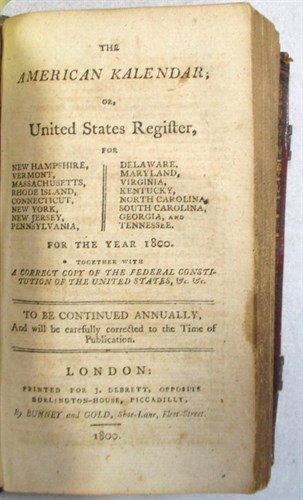 THE
AMERICAN KALENDAR;
OR,
United States Regiſter,
FOR
NEW HAMPSHIRE,
VERMONT,
MASSACHUSETTS,
RHODE ISLAND,
CONNECTICUT,
NEW YORK,
NEW JERSEY,
PENNSYLVANIA,
DELAWARE,
MARYLAND,
VIRGINIA,
KENTUCKY,
NORTH CAROLINA,
SOUTH CAROLINA,
GEORGIA, AND
TENNESSEE.
FOR THE YEAR 1800.
TOGETHER WITH
A CORRECT COPY OF THE FEDERAL CONSTI-
TUTION OF THE UNITED STATES, &c. &c.
TO BE CONTINUED ANNUALLY,
And will be carefully corrected to the Time of
Publication.
LONDON:
PRINTED FOR J. DEBRETT, OPPOSITE
BURLINGTON-HOUSE, PICCADILLY,
By BUNNEY and GOLD, Shoe-Lane, Fleet-Street.
1800.